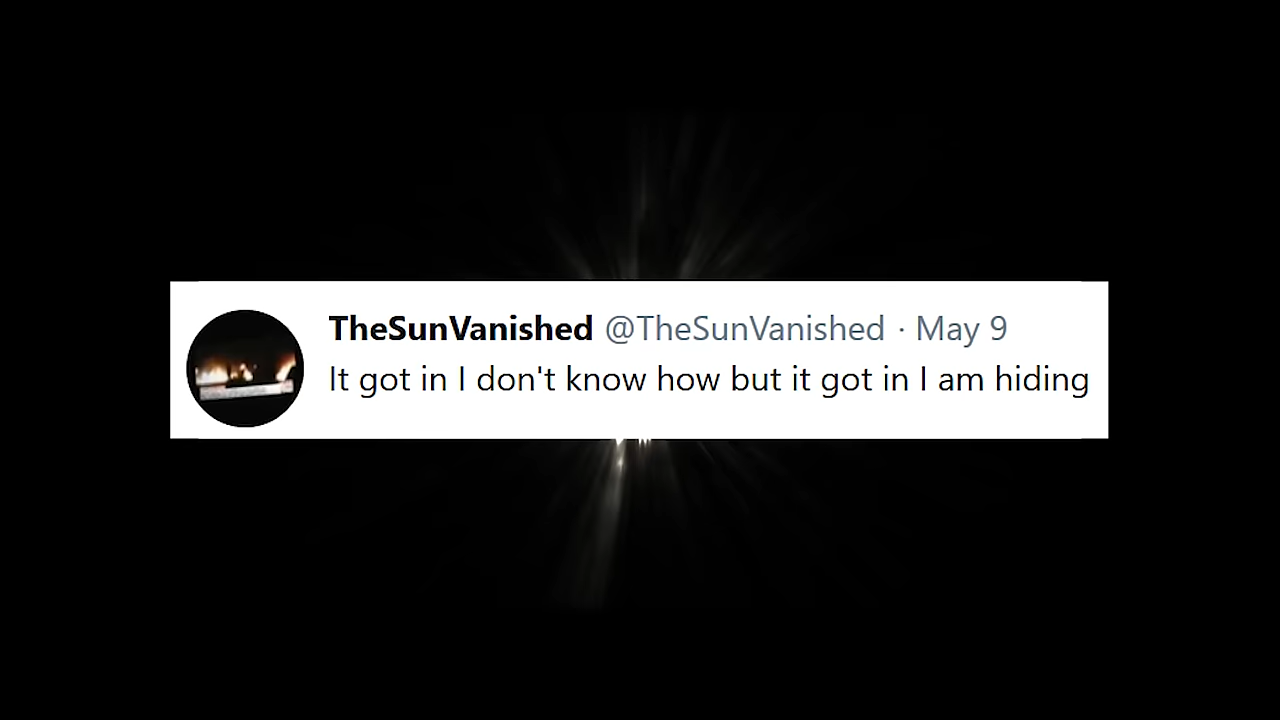 TheSunVanished @TheSunVanished · May 9
It got in I don't know how but it got in I am hiding